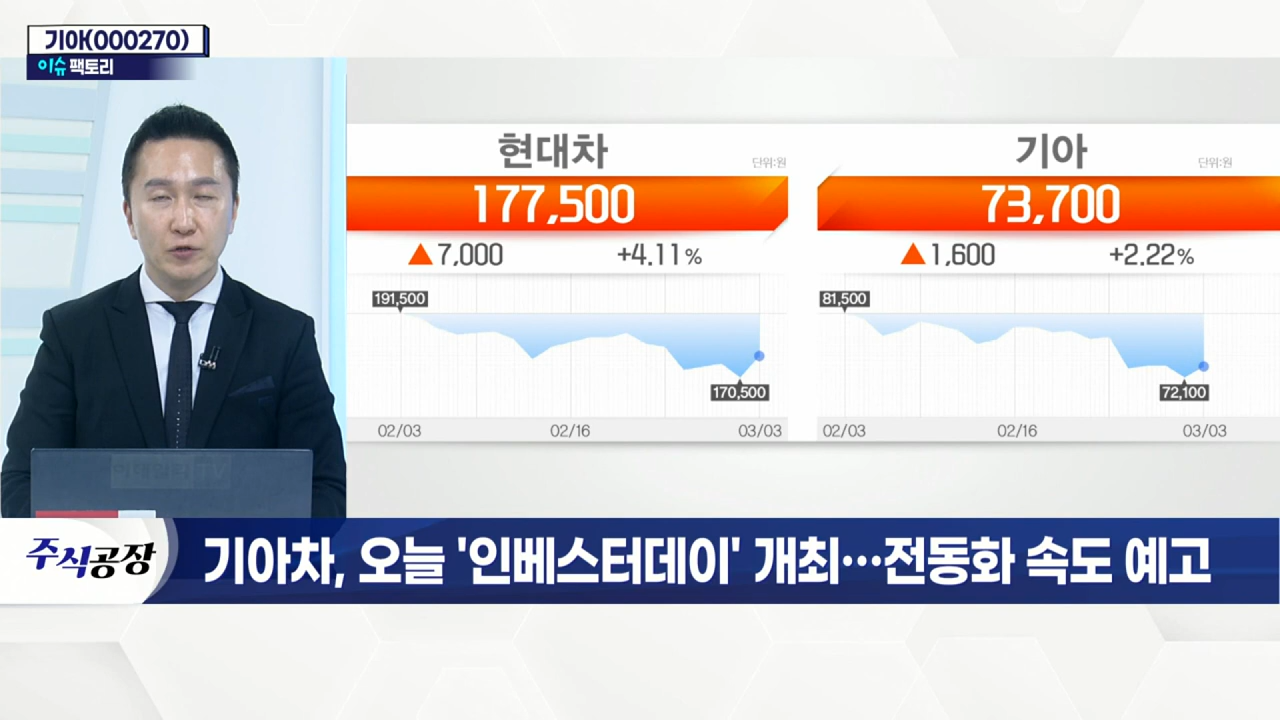 기아(000270)
이슈 팩토리
현대차
단위:원
177,500
▲7,000 +4.11%
191,500
170,500
02/03 02/16 03/03
기아
단위:원
73,700
▲1,600 +2.22%
81,500
72,100
02/03 02/16 03/03
주식공장
기아차, 오늘 '인베스터데이' 개최…전동화 속도 예고